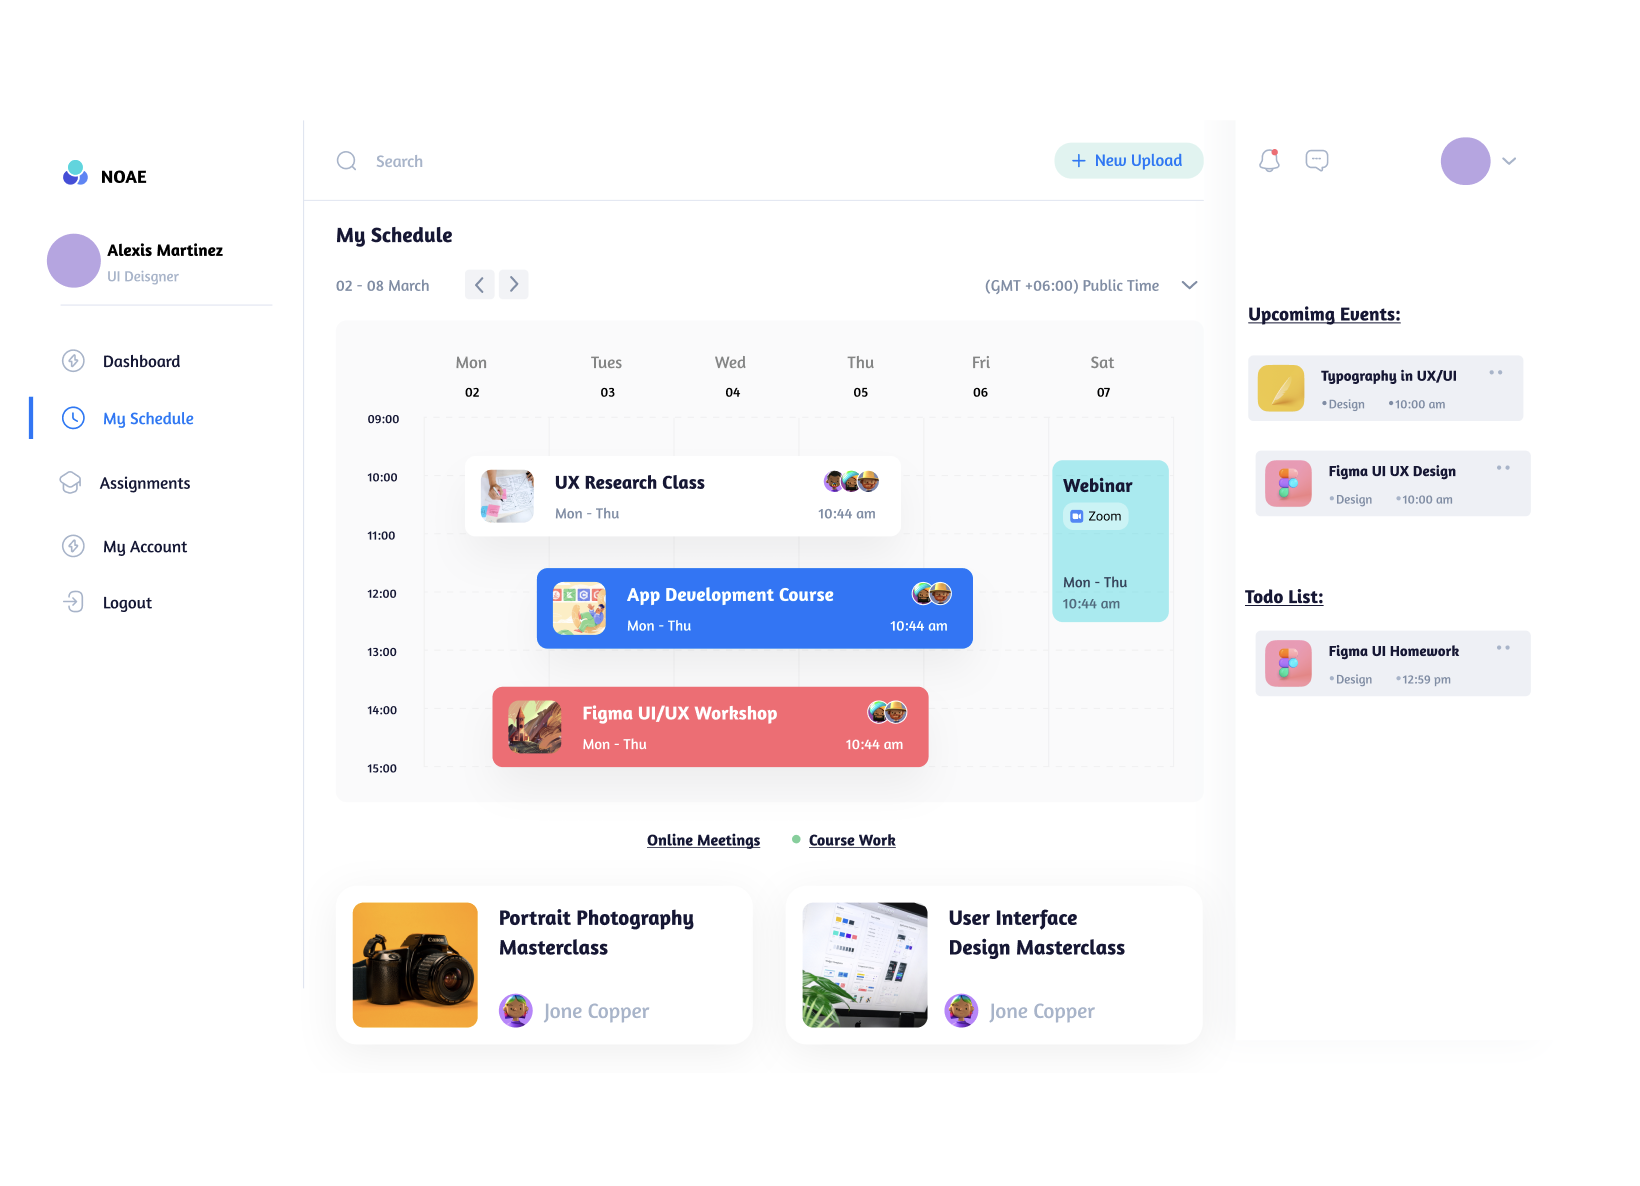 NOAE
Alexis Martinez
UI Deisgner
Dashboard
My Schedule
Assignments
My Account
Logout
Search
+ New Upload
My Schedule
02 - 08 March
(GMT +06:00) Public Time
Mon Tues Wed Thu Fri Sat
02 03 04 05 06 07
09:00
10:00
11:00
12:00
13:00
14:00
15:00
UX Research Class
Mon - Thu 10:44 am
App Development Course
Mon - Thu 10:44 am
Figma UI/UX Workshop
Mon - Thu 10:44 am
Webinar
Zoom
Mon - Thu
10:44 am
Online Meetings Course Work
Portrait Photography
Masterclass
Jone Copper
User Interface
Design Masterclass
Jone Copper
Upcomimg Events:
Typography in UX/UI
Design 10:00 am
Figma UI UX Design
Design 10:00 am
Todo List:
Figma UI Homework
Design 12:59 pm